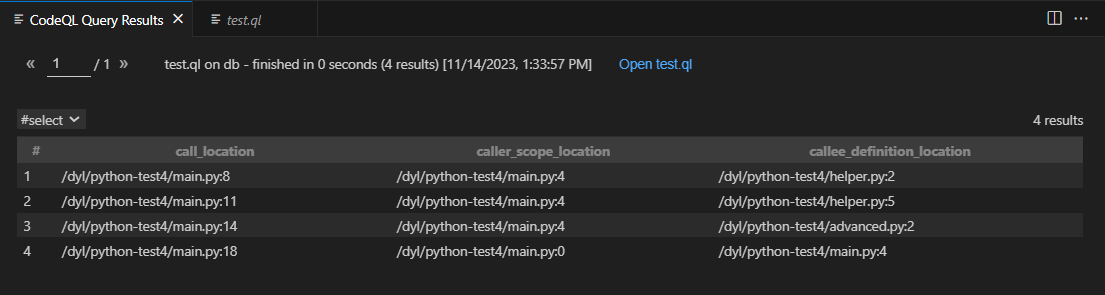 CodeQL Query Results test.ql
« 1 / 1 » test.ql on db - finished in 0 seconds (4 results) [11/14/2023, 1:33:57 PM] Open test.ql
#select 4 results
# call_location caller_scope_location callee_definition_location
1 /dyl/python-test4/main.py:8 /dyl/python-test4/main.py:4 /dyl/python-test4/helper.py:2
2 /dyl/python-test4/main.py:11 /dyl/python-test4/main.py:4 /dyl/python-test4/helper.py:5
3 /dyl/python-test4/main.py:14 /dyl/python-test4/main.py:4 /dyl/python-test4/advanced.py:2
4 /dyl/python-test4/main.py:18 /dyl/python-test4/main.py:0 /dyl/python-test4/main.py:4